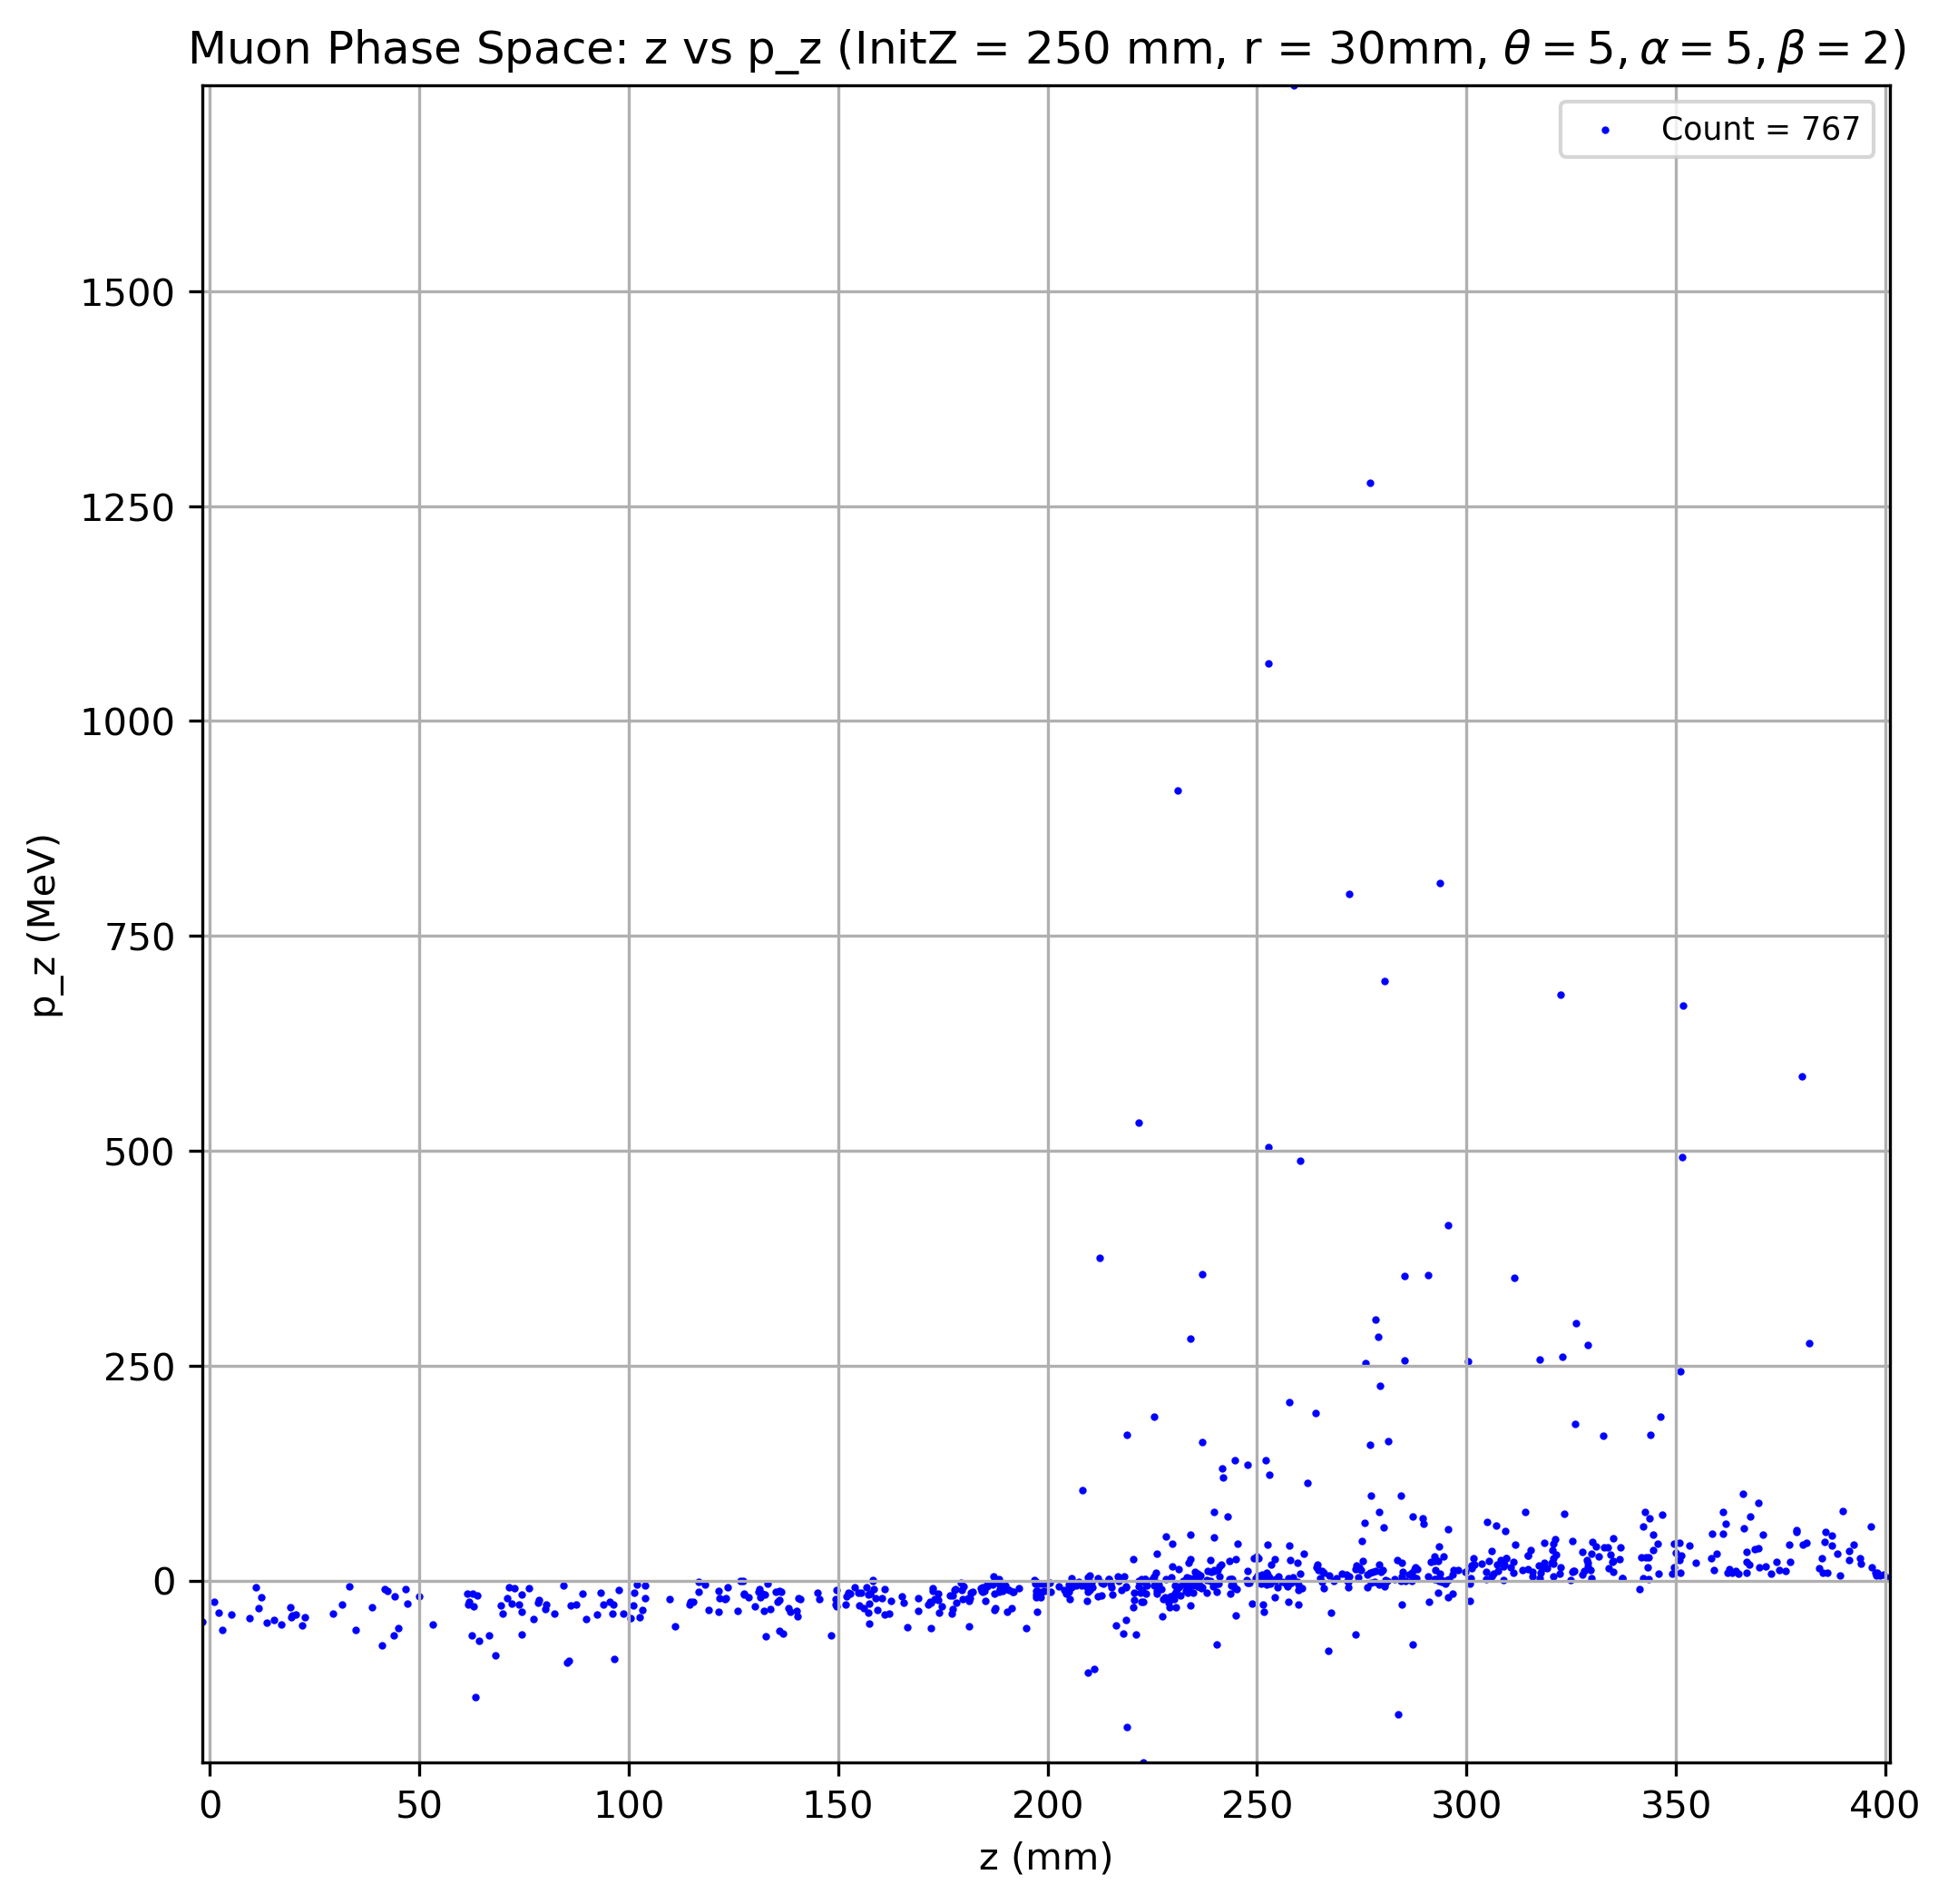 Muon Phase Space: z vs p_z (InitZ = 250 mm, r = 30mm, θ = 5, α = 5, β = 2)
Count = 767
1500
1250
1000
750
500
250
0
p_z (MeV)
0 50 100 150 200 250 300 350 400
z (mm)